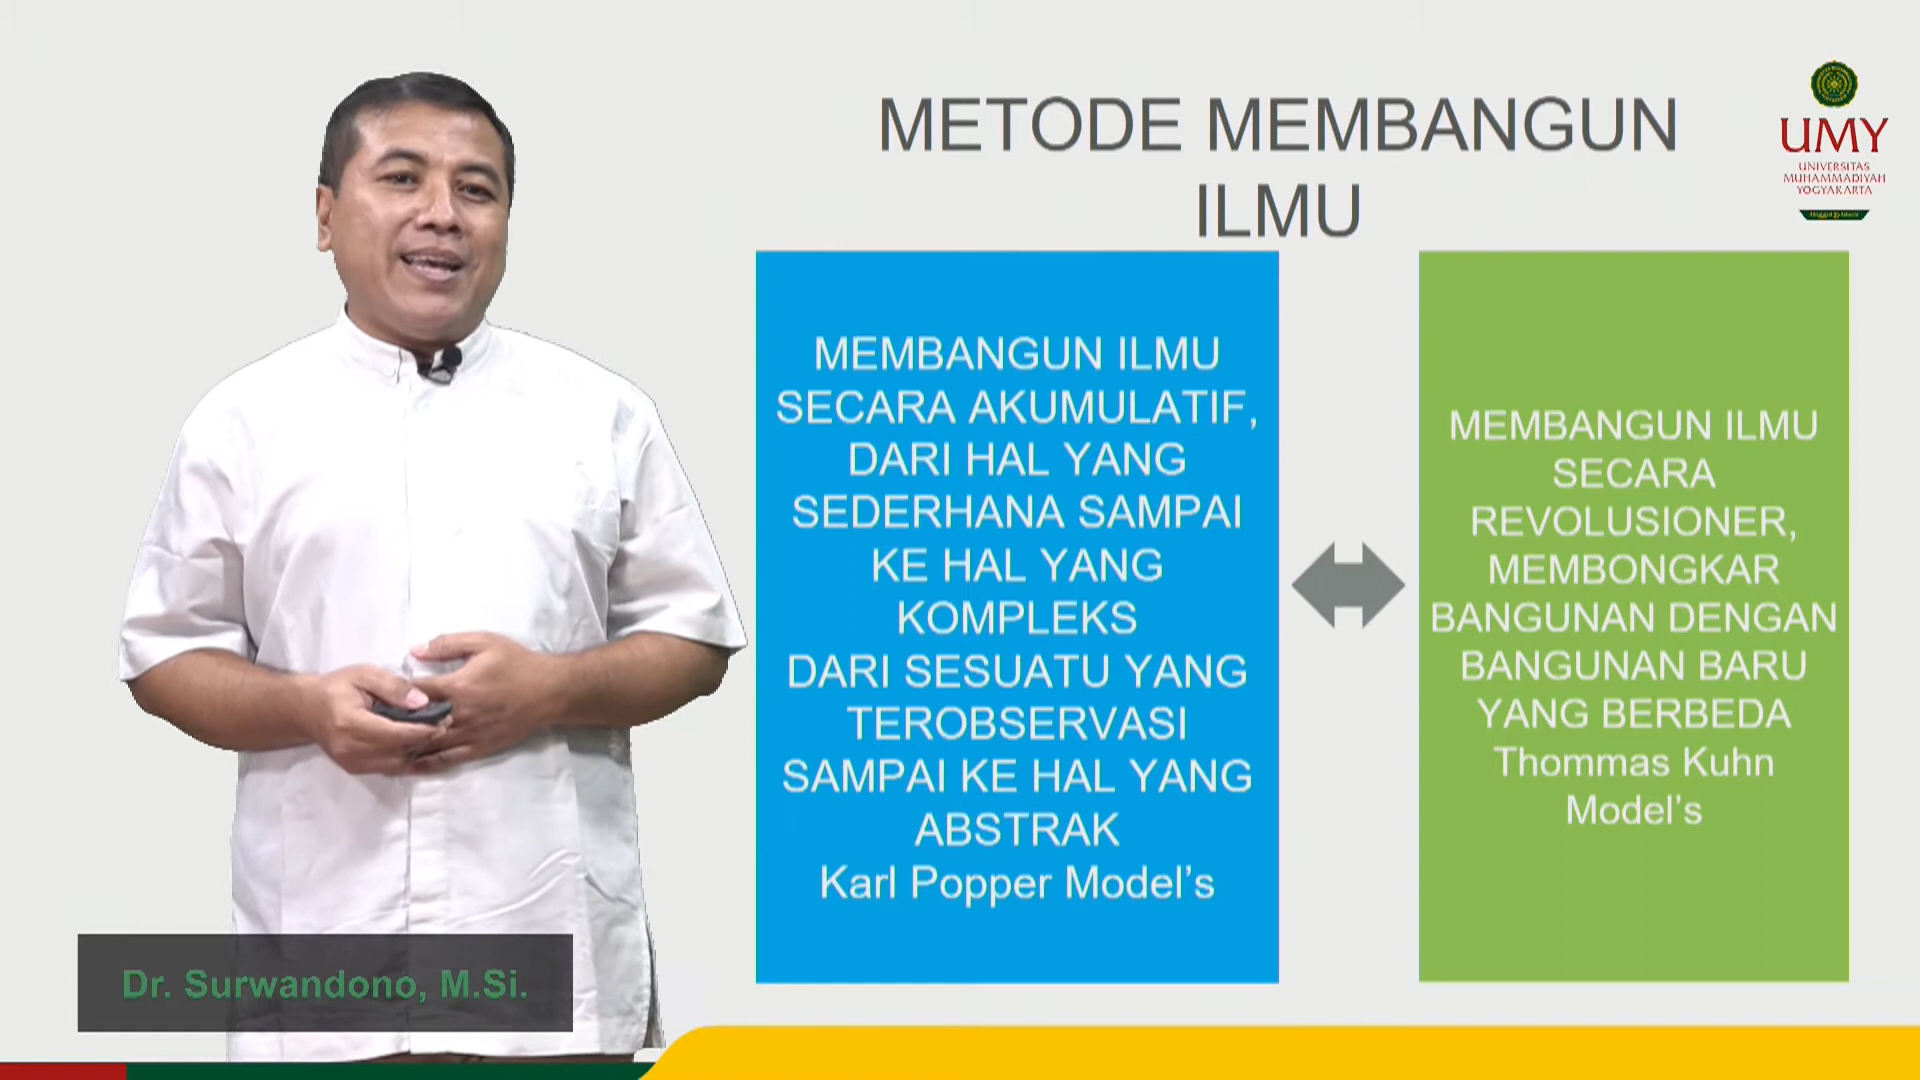 METODE MEMBANGUN
ILMU
UMY
UNIVERSITAS
MUHAMMADIYAH
YOGYAKARTA
Unggul & Islami
MEMBANGUN ILMU
SECARA AKUMULATIF,
DARI HAL YANG
SEDERHANA SAMPAI
KE HAL YANG
KOMPLEKS
DARI SESUATU YANG
TEROBSERVASI
SAMPAI KE HAL YANG
ABSTRAK
Karl Popper Model’s
MEMBANGUN ILMU
SECARA
REVOLUSIONER,
MEMBONGKAR
BANGUNAN DENGAN
BANGUNAN BARU
YANG BERBEDA
Thommas Kuhn
Model’s
Dr. Surwandono, M.Si.